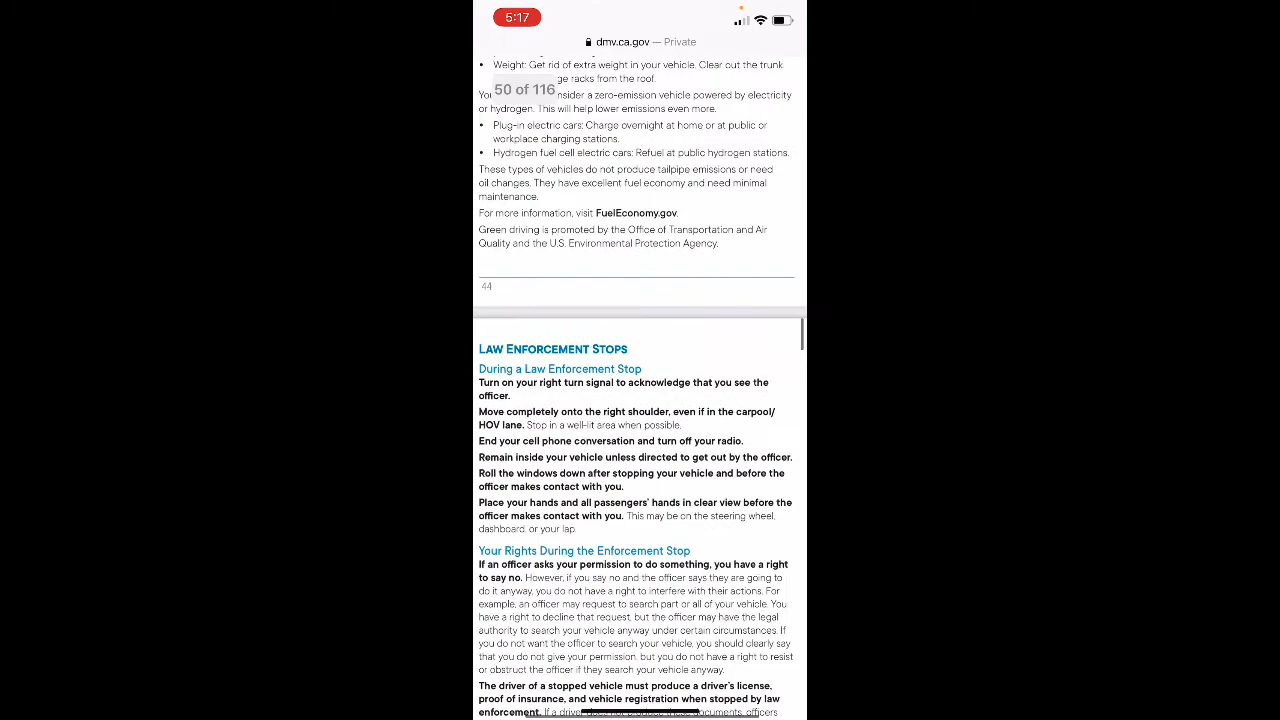 5:17
dmv.ca.gov — Private
• Weight: Get rid of extra weight in your vehicle. Clear out the trunk
ge racks from the roof.
50 of 116
You nsider a zero-emission vehicle powered by electricity
or hydrogen. This will help lower emissions even more.
• Plug-in electric cars: Charge overnight at home or at public or
workplace charging stations.
• Hydrogen fuel cell electric cars: Refuel at public hydrogen stations.
These types of vehicles do not produce tailpipe emissions or need
oil changes. They have excellent fuel economy and need minimal
maintenance.
For more information, visit FuelEconomy.gov.
Green driving is promoted by the Office of Transportation and Air
Quality and the U.S. Environmental Protection Agency.
44
LAW ENFORCEMENT STOPS
During a Law Enforcement Stop
Turn on your right turn signal to acknowledge that you see the
officer.
Move completely onto the right shoulder, even if in the carpool/
HOV lane. Stop in a well-lit area when possible.
End your cell phone conversation and turn off your radio.
Remain inside your vehicle unless directed to get out by the officer.
Roll the windows down after stopping your vehicle and before the
officer makes contact with you.
Place your hands and all passengers' hands in clear view before the
officer makes contact with you. This may be on the steering wheel,
dashboard, or your lap.
Your Rights During the Enforcement Stop
If an officer asks your permission to do something, you have a right
to say no. However, if you say no and the officer says they are going to
do it anyway, you do not have a right to interfere with their actions. For
example, an officer may request to search part or all of your vehicle. You
have a right to decline that request, but the officer may have the legal
authority to search your vehicle anyway under certain circumstances. If
you do not want the officer to search your vehicle, you should clearly say
that you do not give your permission, but you do not have a right to resist
or obstruct the officer if they search your vehicle anyway.
The driver of a stopped vehicle must produce a driver's license,
proof of insurance, and vehicle registration when stopped by law
enforcement. If a driver does not produce these documents, officers